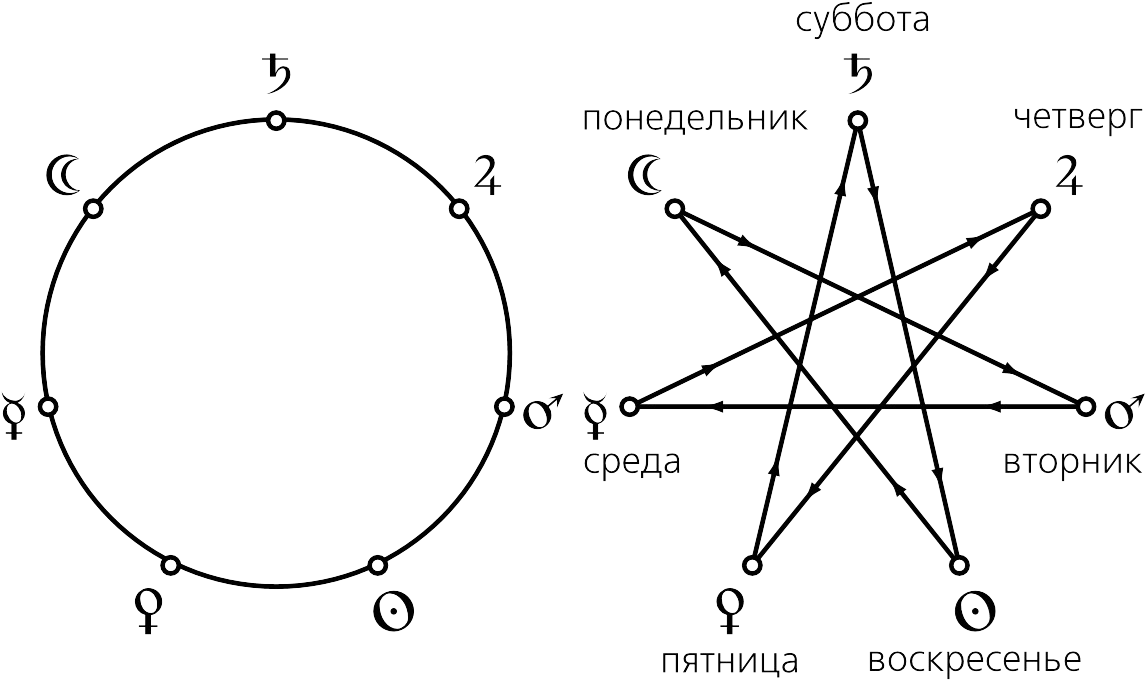 суббота
понедельник
четверг
среда
вторник
пятница
воскресенье